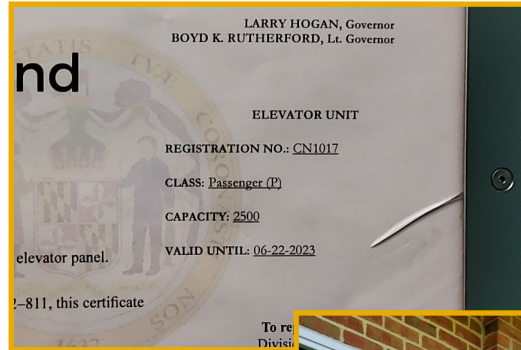 LARRY HOGAN, Governor
BOYD K. RUTHERFORD, Lt. Governor
nd
ELEVATOR UNIT
REGISTRATION NO.: CN1017
CLASS: Passenger (P)
CAPACITY: 2500
VALID UNTIL: 06-22-2023
elevator panel.
–811, this certificate
To re
Divisi
1632